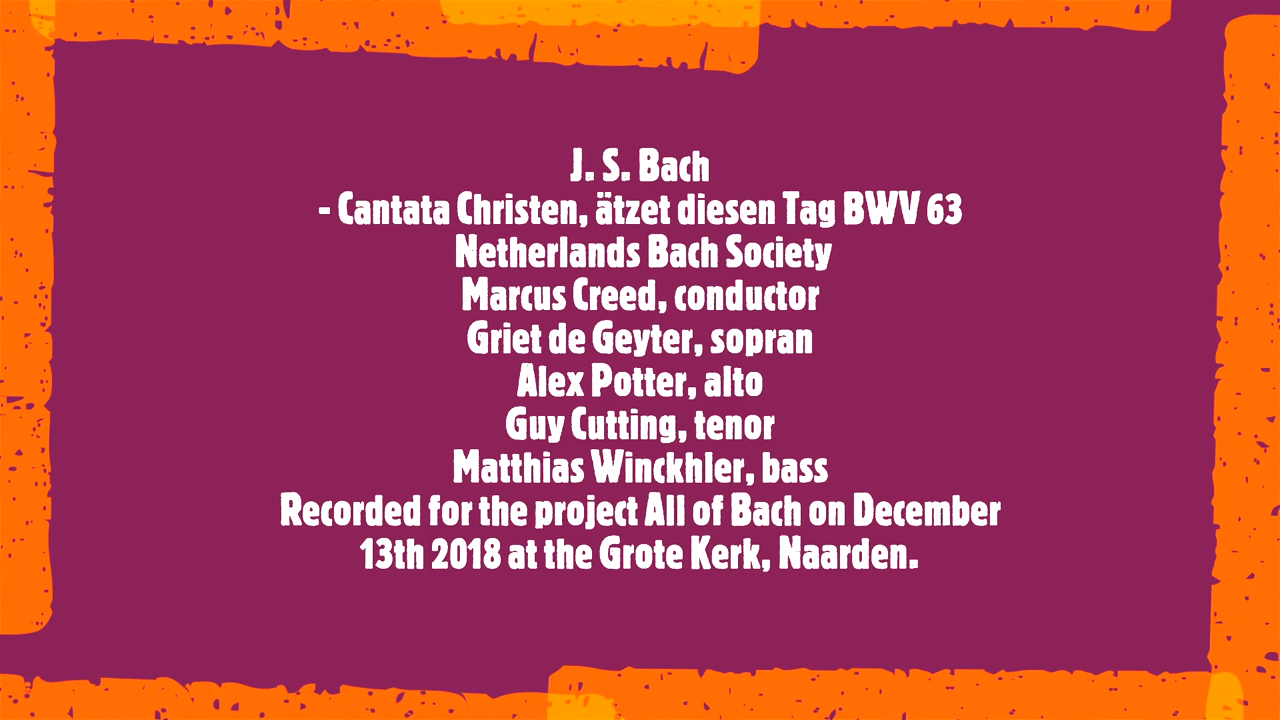 J. S. Bach
- Cantata Christen, ätzet diesen Tag BWV 63
Netherlands Bach Society
Marcus Creed, conductor
Griet de Geyter, sopran
Alex Potter, alto
Guy Cutting, tenor
Matthias Winckhler, bass
Recorded for the project All of Bach on December
13th 2018 at the Grote Kerk, Naarden.